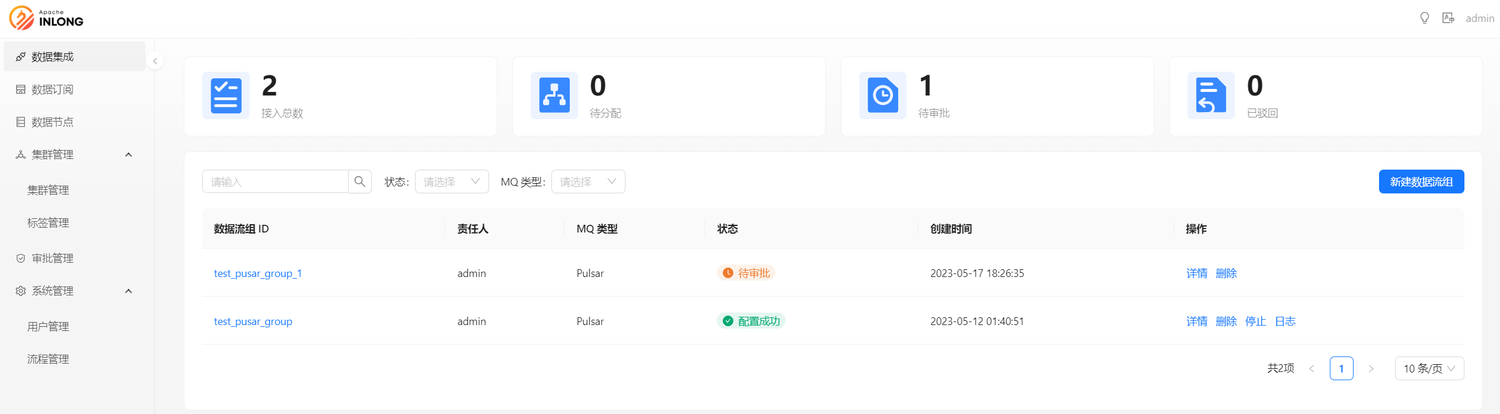 Apache
INLONG
admin
数据集成
数据订阅
数据节点
集群管理
集群管理
标签管理
审批管理
系统管理
用户管理
流程管理
2
接入总数
0
待分配
1
待审批
0
已驳回
请输入 状态: 请选择 MQ 类型: 请选择 新建数据流组
数据流组 ID 责任人 MQ 类型 状态 创建时间 操作
test_pusar_group_1 admin Pulsar 待审批 2023-05-17 18:26:35 详情 删除
test_pusar_group admin Pulsar 配置成功 2023-05-12 01:40:51 详情 删除 停止 日志
共2项 1 10 条/页